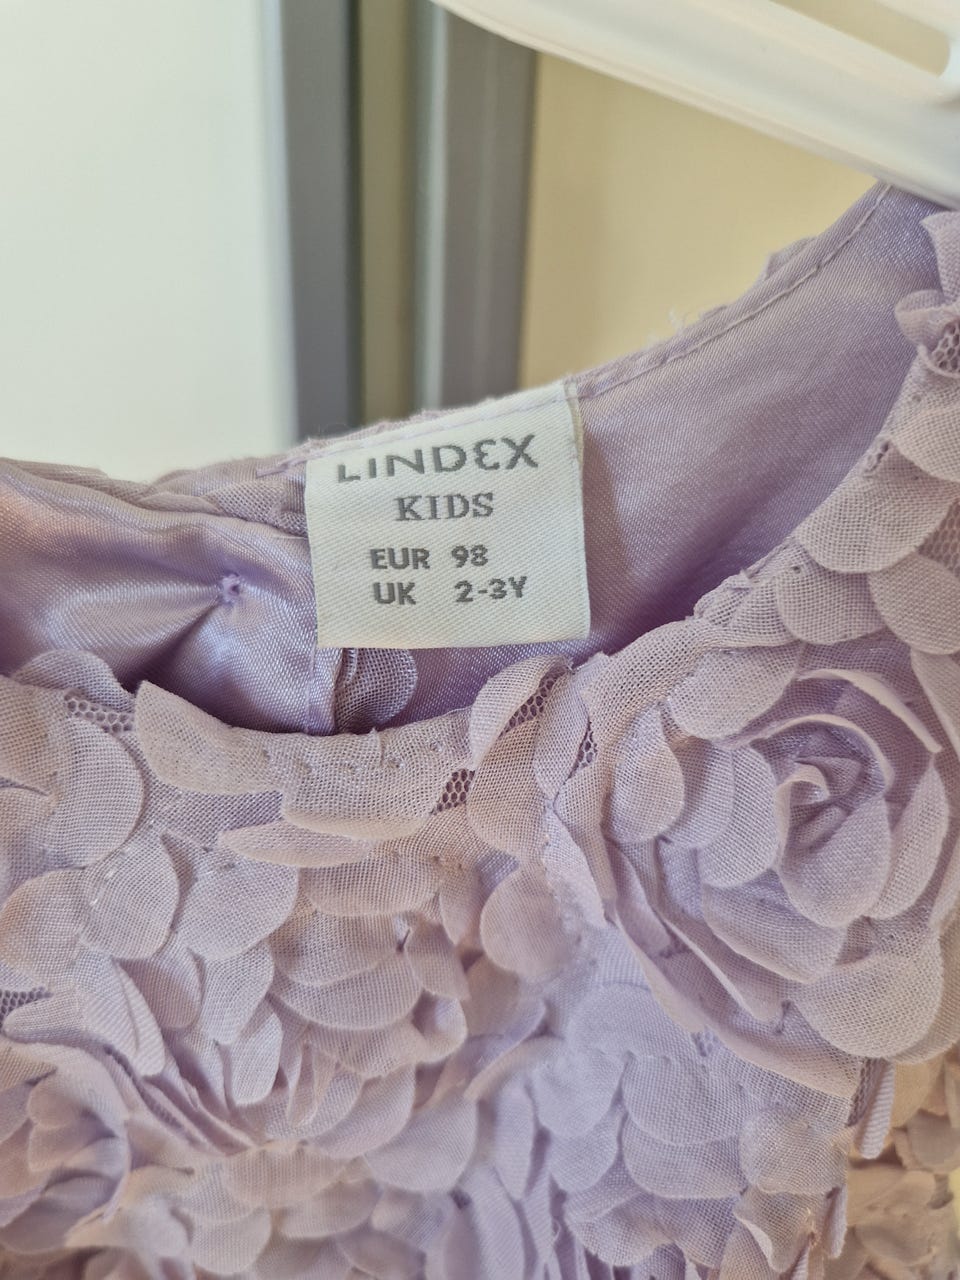 LINDEX
KIDS
EUR 98
UK 2-3Y